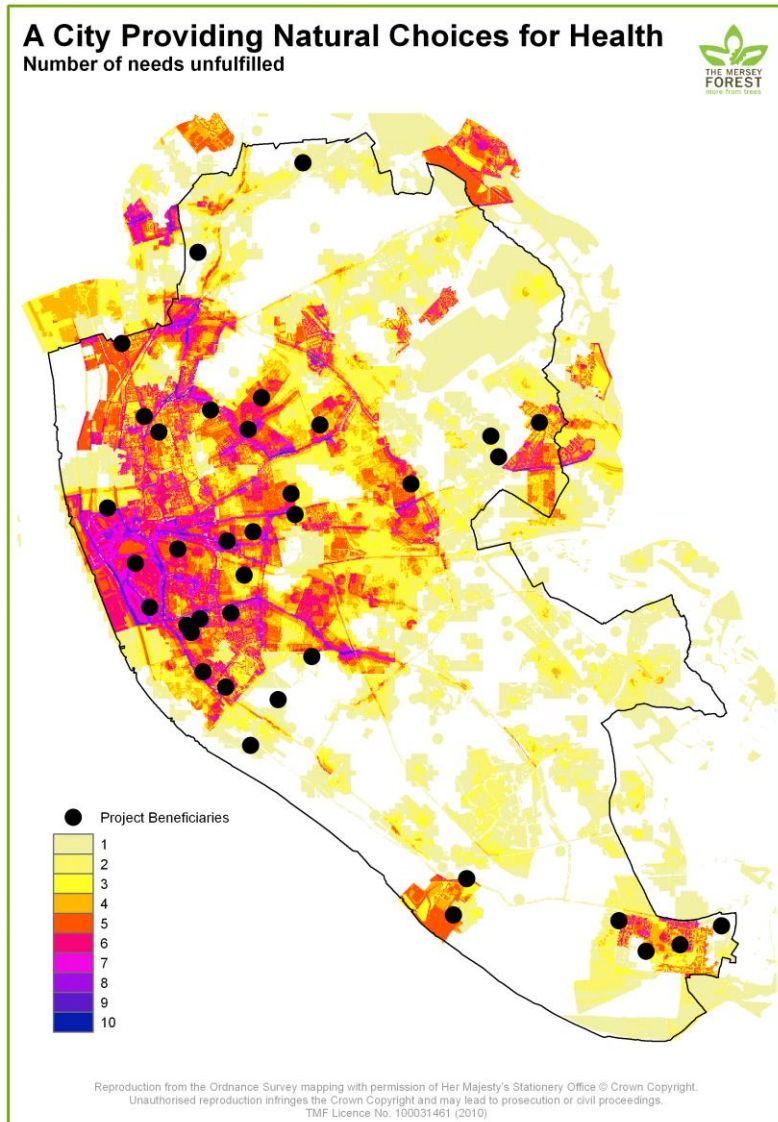 A City Providing Natural Choices for Health
Number of needs unfulfilled
THE MERSEY
FOREST
more from trees
Project Beneficiaries
1
2
3
4
5
6
7
8
9
10
Reproduction from the Ordnance Survey mapping with permission of Her Majesty's Stationery Office © Crown Copyright.
Unauthorised reproduction infringes the Crown Copyright and may lead to prosecution or civil proceedings.
TMF Licence No. 100031461 (2010)